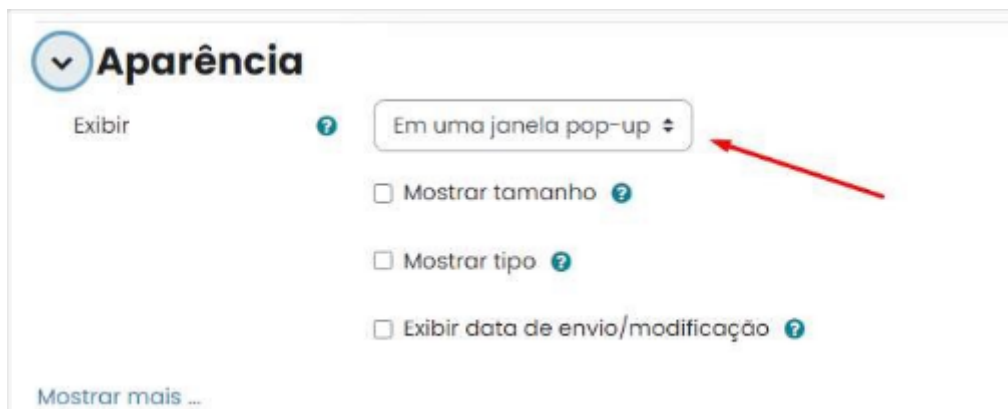 Aparência
Exibir
Em uma janela pop-up
Mostrar tamanho
Mostrar tipo
Exibir data de envio/modificação
Mostrar mais ...